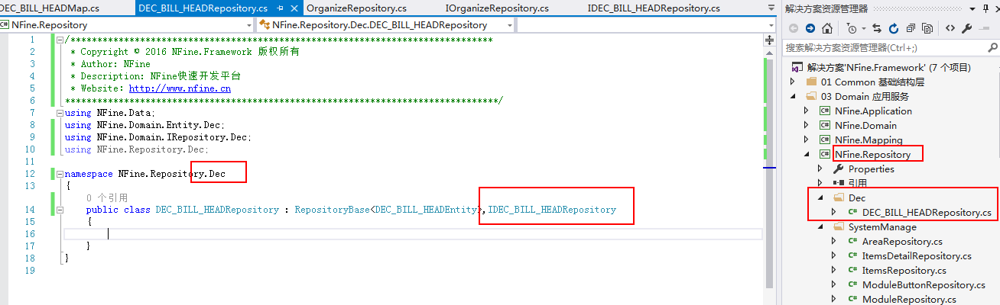 DEC_BILL_HEADMap.cs DEC_BILL_HEADRepository.cs OrganizeRepository.cs IOrganizeRepository.cs IDEC_BILL_HEADRepository.cs
NFine.Repository NFine.Repository.Dec.DEC_BILL_HEADRepository
1 /*******************************************************************************
2 * Copyright © 2016 NFine.Framework 版权所有
3 * Author: NFine
4 * Description: NFine快速开发平台
5 * Website：http://www.nfine.cn
6 *********************************************************************************/
7 using NFine.Data;
8 using NFine.Domain.Entity.Dec;
9 using NFine.Domain.IRepository.Dec;
10 using NFine.Repository.Dec;
11
12 namespace NFine.Repository.Dec
13 {
0 个引用
14 public class DEC_BILL_HEADRepository : RepositoryBase<DEC_BILL_HEADEntity>,IDEC_BILL_HEADRepository
15 {
16
17 }
18 }
19
解决方案资源管理器
搜索解决方案资源管理器(Ctrl+;)
解决方案'NFine.Framework' (7 个项目)
01 Common 基础结构层
03 Domain 应用服务
C# NFine.Application
C# NFine.Domain
C# NFine.Mapping
C# NFine.Repository
Properties
引用
Dec
C# DEC_BILL_HEADRepository.cs
SystemManage
C# AreaRepository.cs
C# ItemsDetailRepository.cs
C# ItemsRepository.cs
C# ModuleButtonRepository.cs
C# ModuleRepository.cs